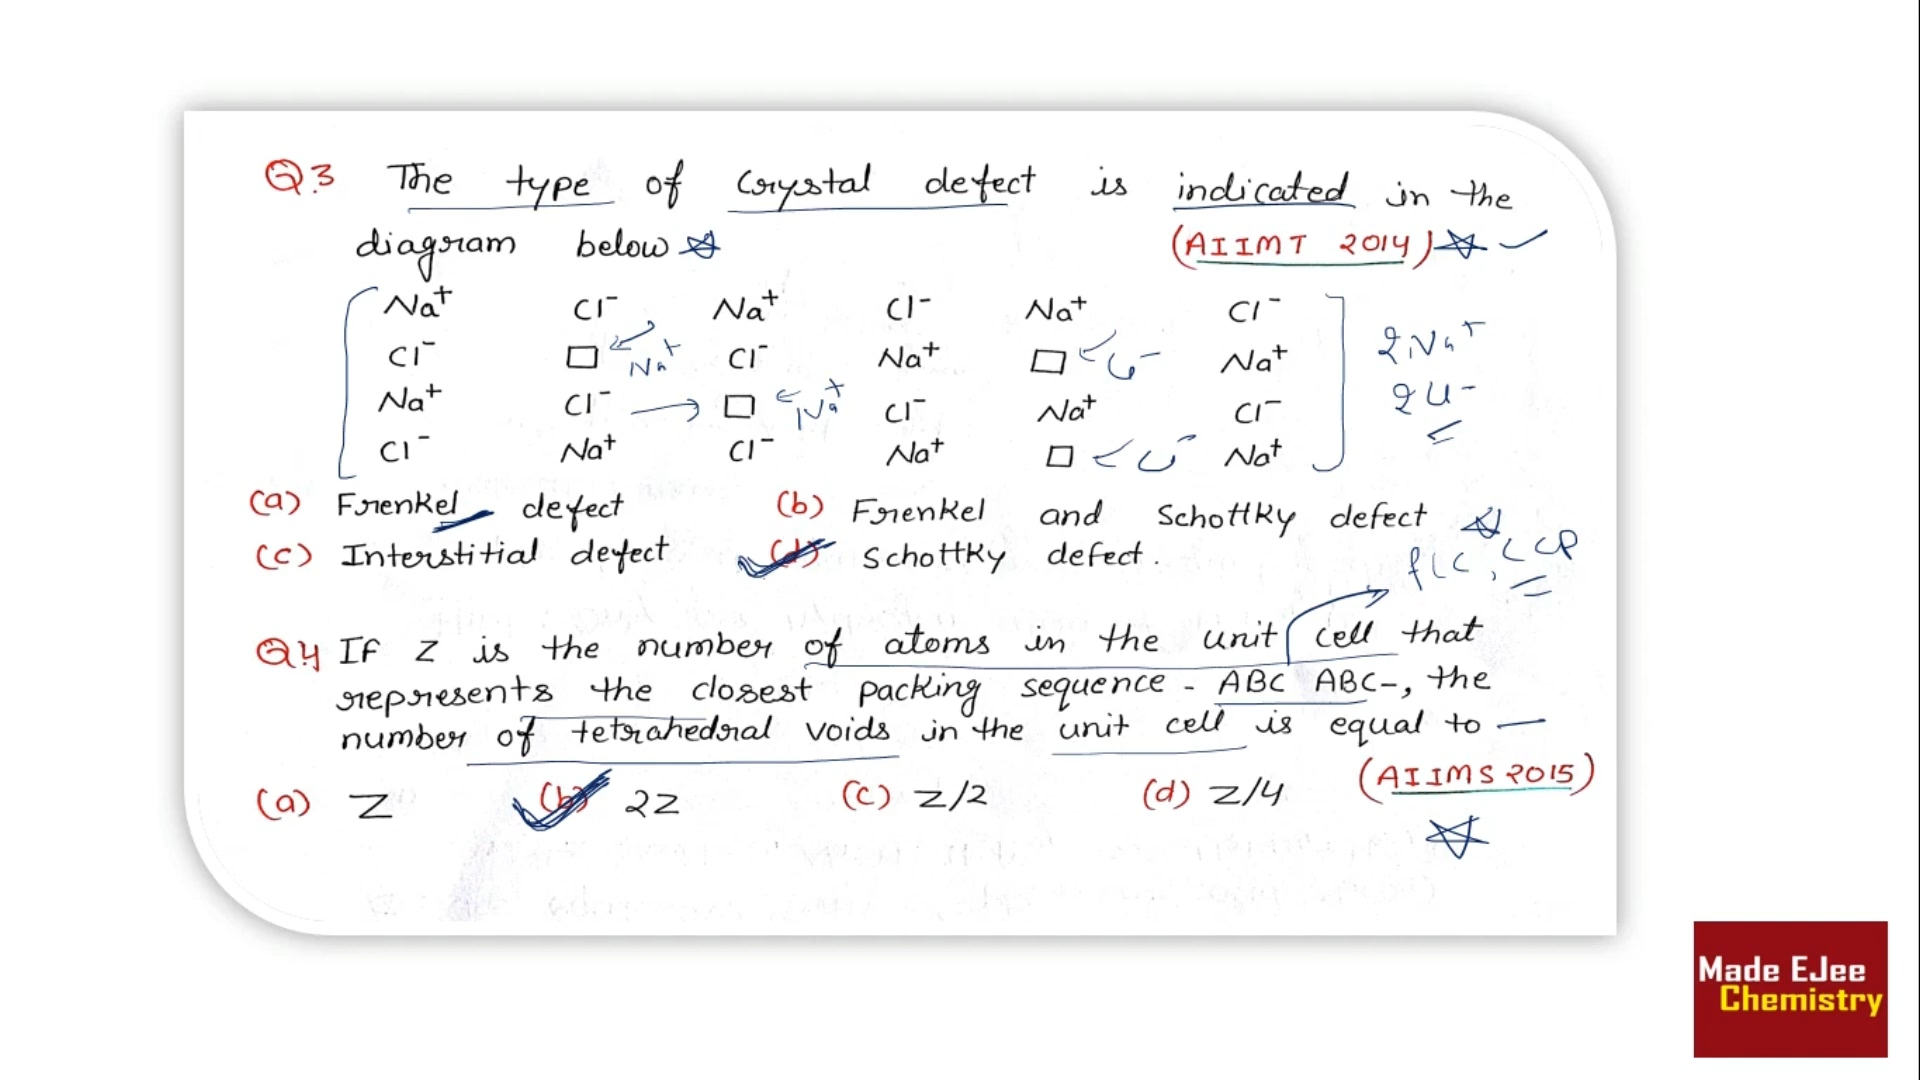 Q.3 The type of crystal defect is indicated in the
diagram below (AIIMT 2014)
Na⁺ Cl⁻ Na⁺ Cl⁻ Na⁺ Cl⁻
Cl⁻ □ Na⁺ Cl⁻ Na⁺ □ Cl⁻ Na⁺ 2Na⁺
Na⁺ Cl⁻ □ Na⁺ Cl⁻ Na⁺ Cl⁻ 2Cl⁻
Cl⁻ Na⁺ Cl⁻ Na⁺ □ Cl⁻ Na⁺
(a) Frenkel defect (b) Frenkel and Schottky defect
(c) Interstitial defect (d) Schottky defect.
fcc, ccp
Q.4 If Z is the number of atoms in the unit cell that
represents the closest packing sequence - ABC ABC-, the
number of tetrahedral voids in the unit cell is equal to —
(AIIMS 2015)
(a) Z (b) 2Z (c) Z/2 (d) Z/4
Made EJee
Chemistry